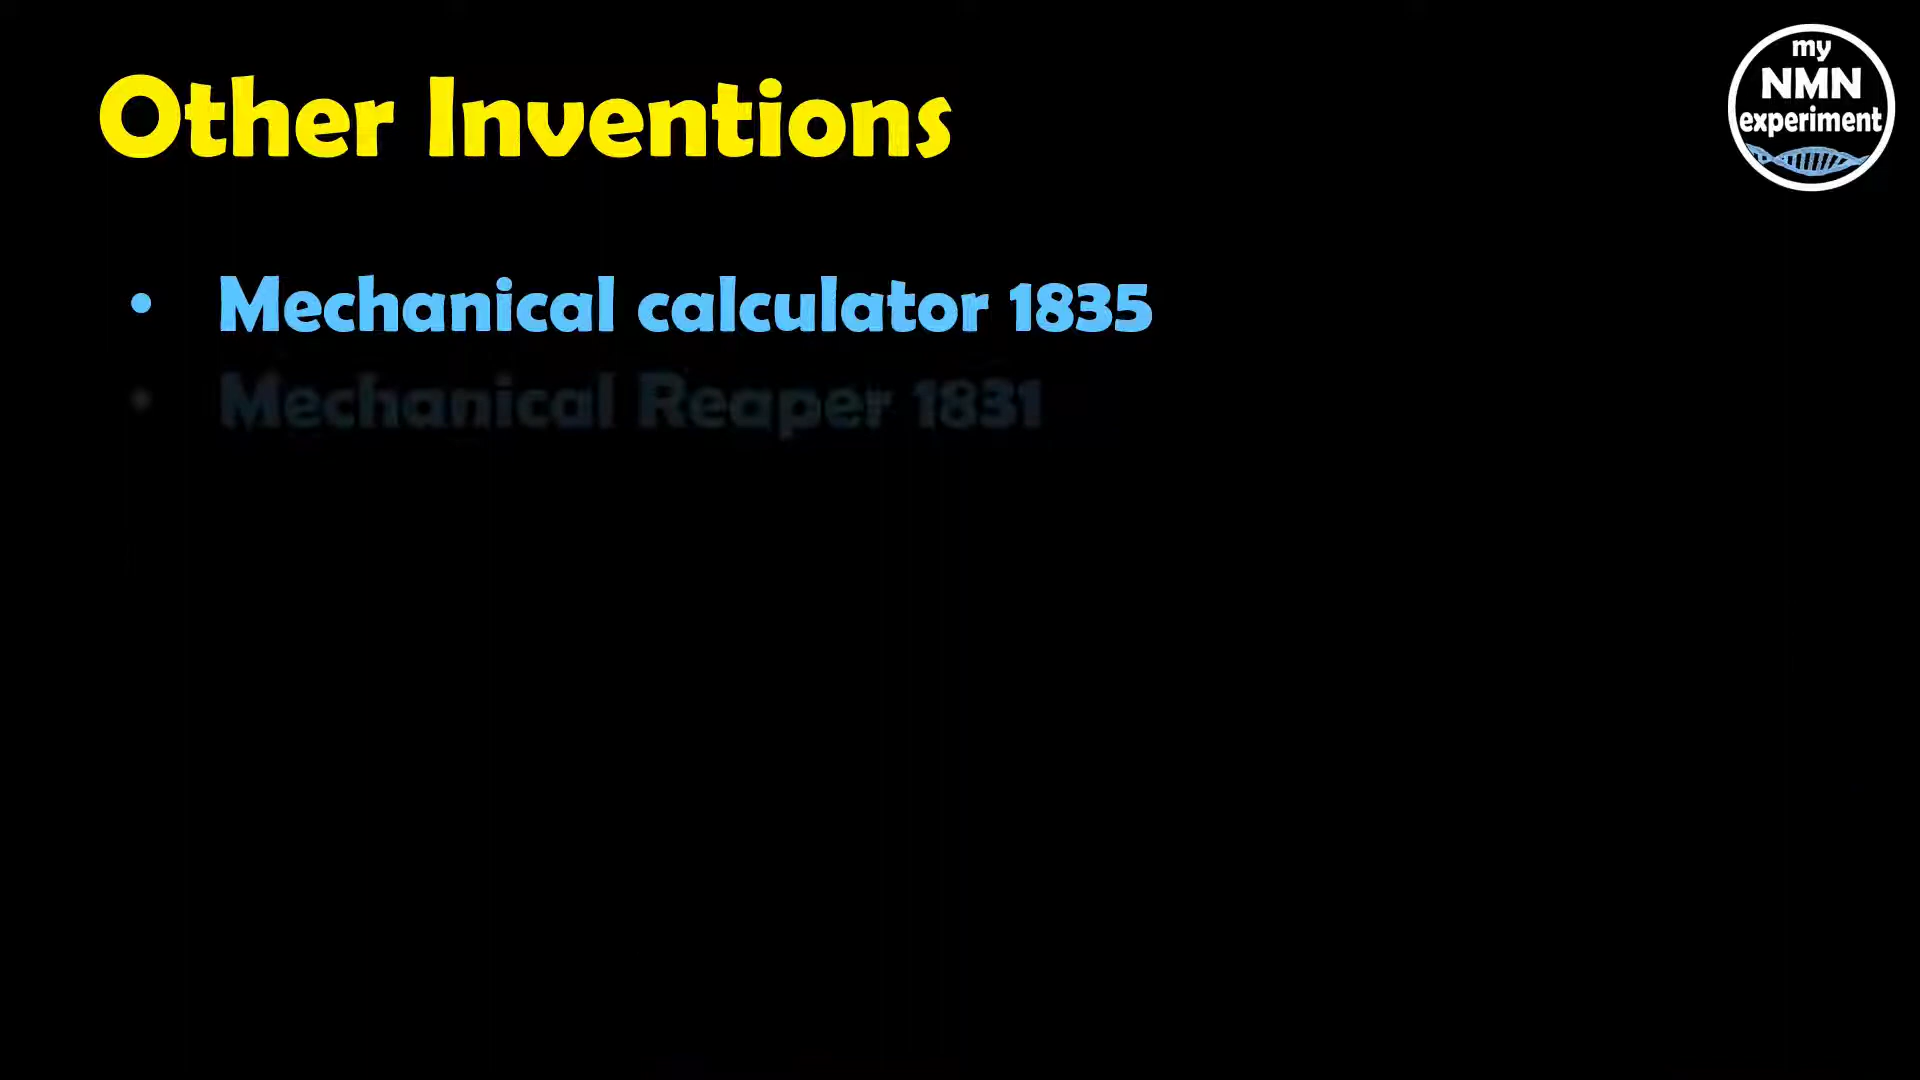 my
NMN
experiment
Other Inventions
• Mechanical calculator 1835
• Mechanical Reaper 1831